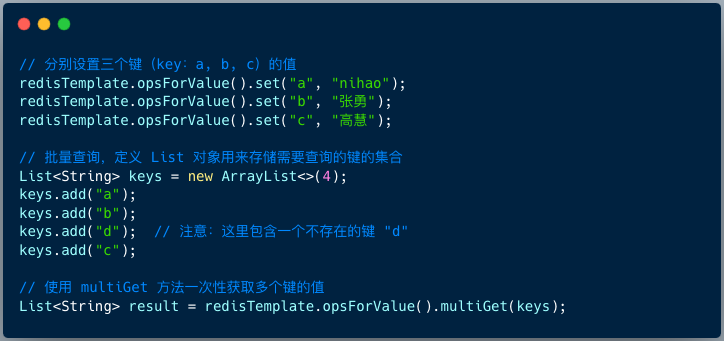 // 分别设置三个键（key：a, b, c）的值
redisTemplate.opsForValue().set("a", "nihao");
redisTemplate.opsForValue().set("b", "张勇");
redisTemplate.opsForValue().set("c", "高慧");
// 批量查询，定义 List 对象用来存储需要查询的键的集合
List<String> keys = new ArrayList<>(4);
keys.add("a");
keys.add("b");
keys.add("d");  // 注意：这里包含一个不存在的键 "d"
keys.add("c");
// 使用 multiGet 方法一次性获取多个键的值
List<String> result = redisTemplate.opsForValue().multiGet(keys);